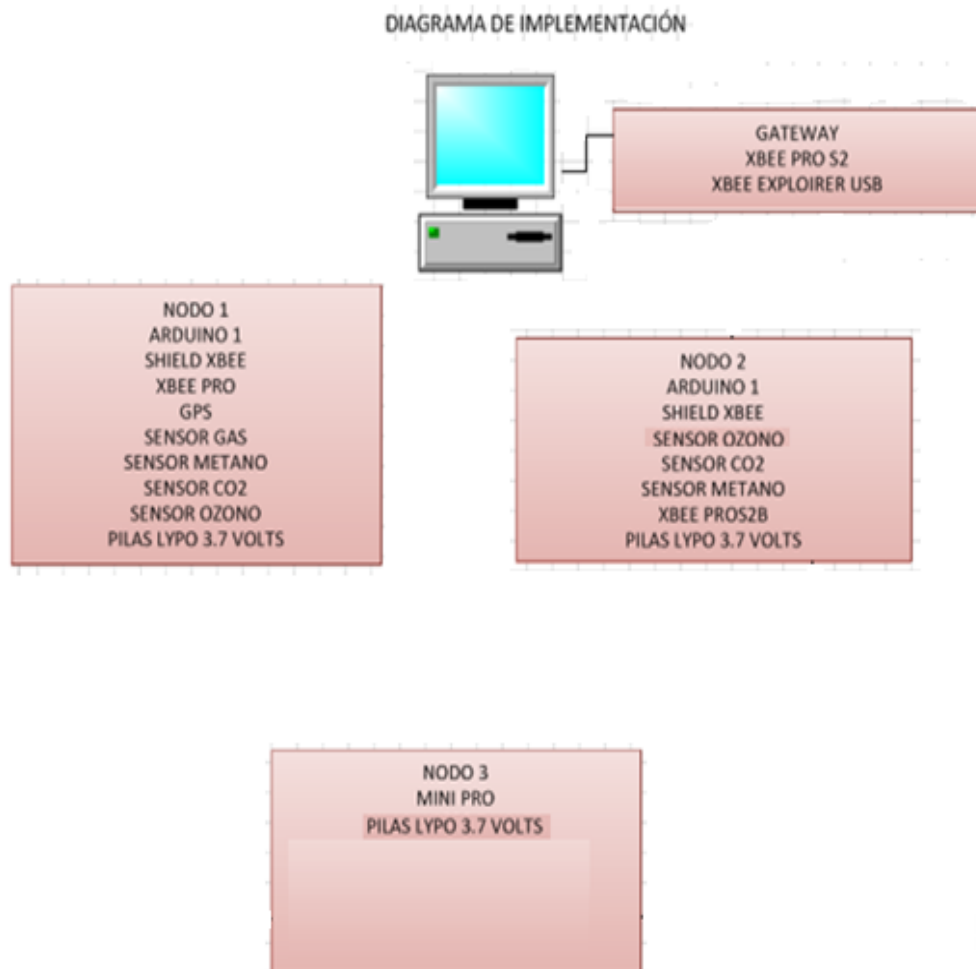 DIAGRAMA DE IMPLEMENTACIÓN
GATEWAY
XBEE PRO S2
XBEE EXPLOIRER USB
NODO 1
ARDUINO 1
SHIELD XBEE
XBEE PRO
GPS
SENSOR GAS
SENSOR METANO
SENSOR CO2
SENSOR OZONO
PILAS LYPO 3.7 VOLTS
NODO 2
ARDUINO 1
SHIELD XBEE
SENSOR OZONO
SENSOR CO2
SENSOR METANO
XBEE PROS2B
PILAS LYPO 3.7 VOLTS
NODO 3
MINI PRO
PILAS LYPO 3.7 VOLTS